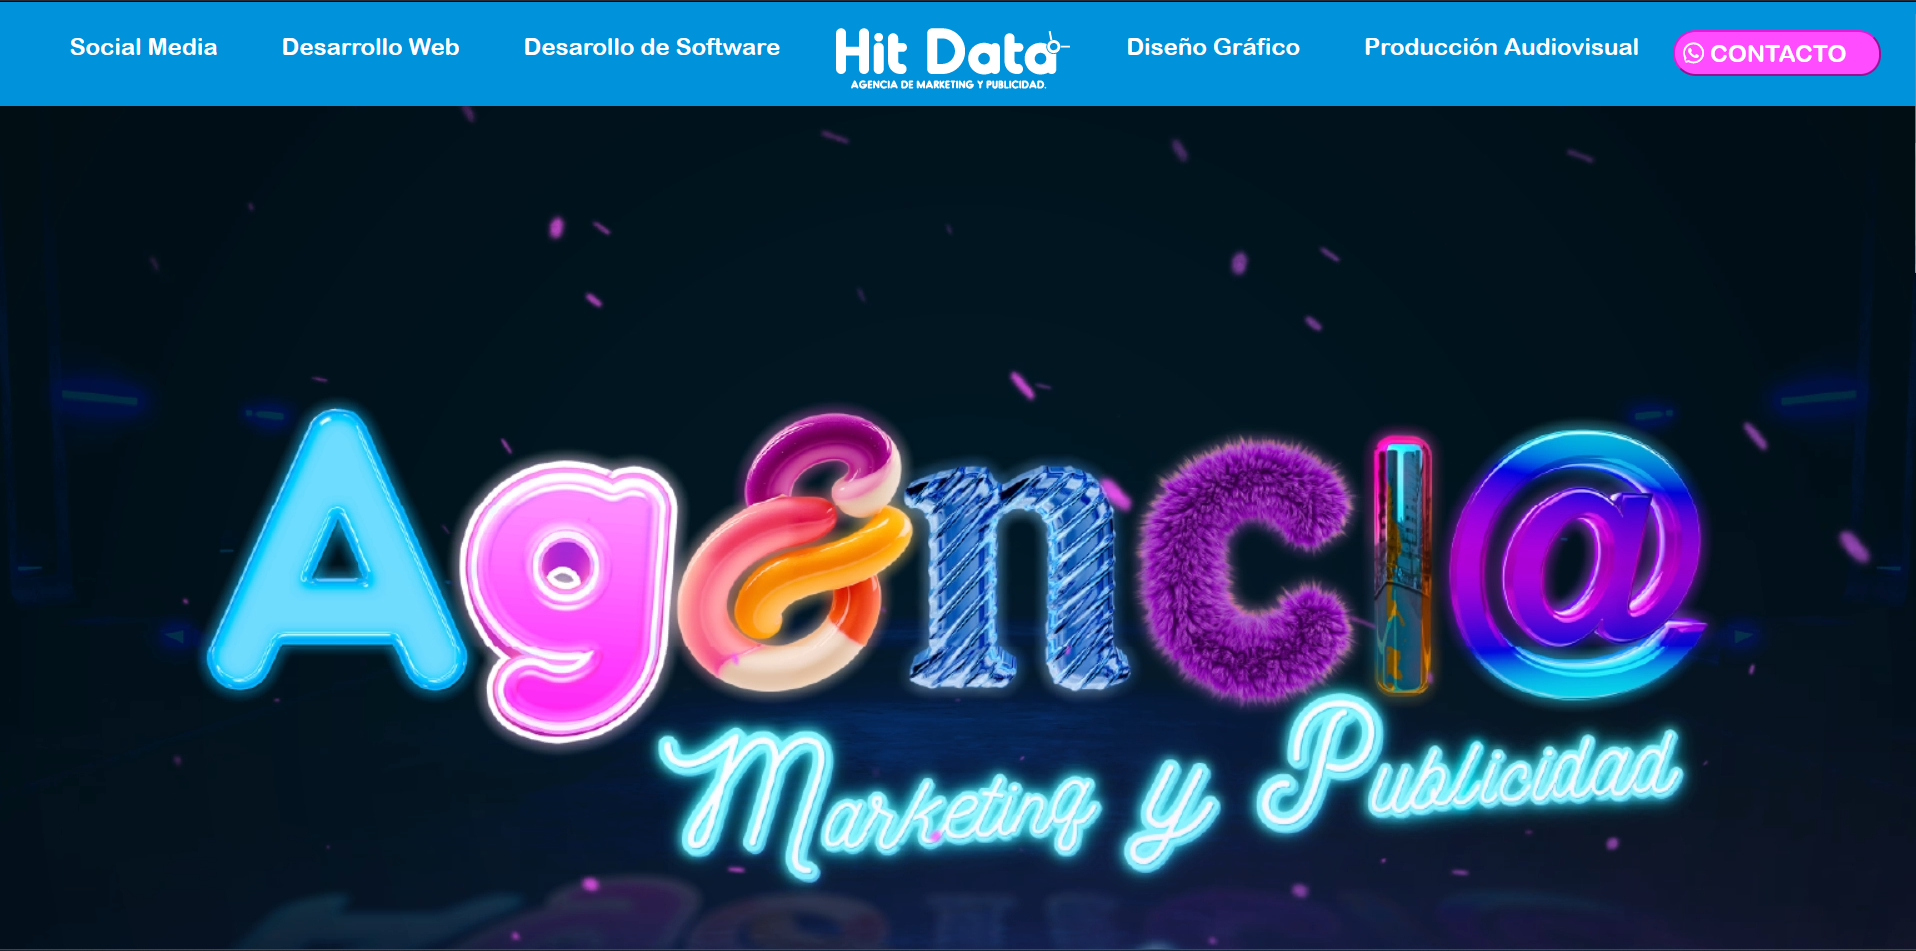 Social Media
Desarrollo Web
Desarollo de Software
Hit Data
AGENCIA DE MARKETING Y PUBLICIDAD.
Diseño Gráfico
Producción Audiovisual
CONTACTO
Agenci@
Marketing y Publicidad